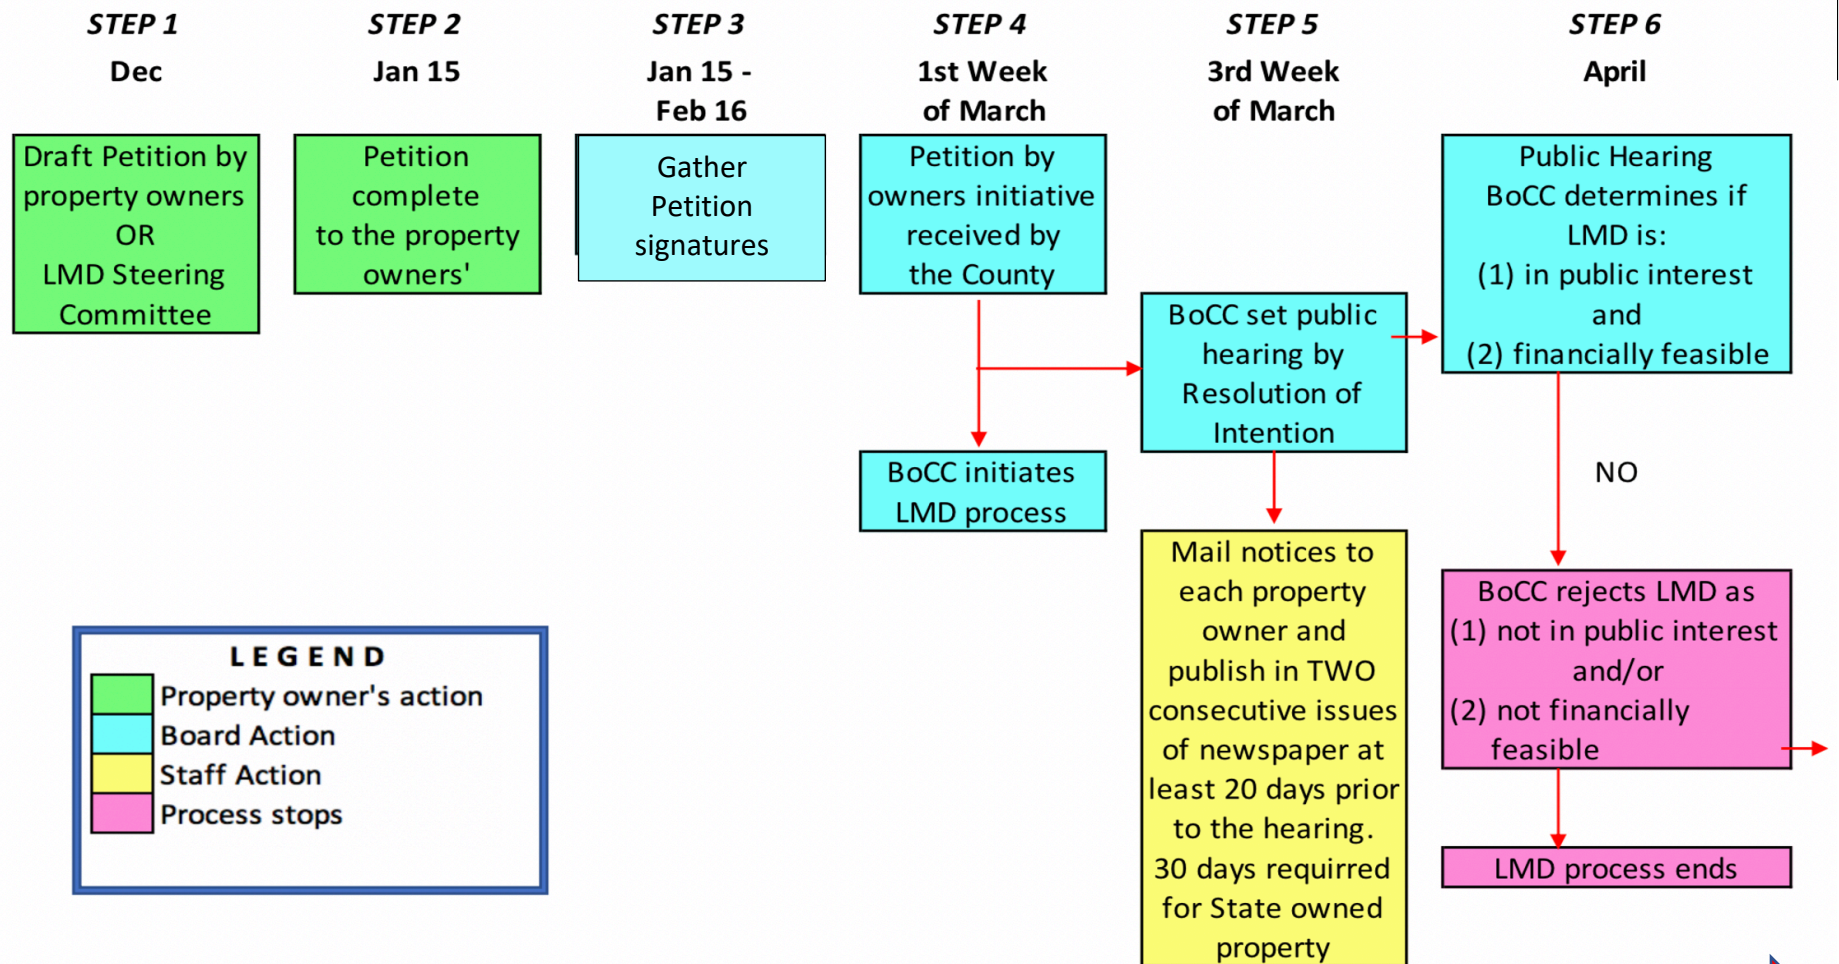 STEP 1
Dec
Draft Petition by
property owners
OR
LMD Steering
Committee
STEP 2
Jan 15
Petition
complete
to the property
owners'
STEP 3
Jan 15 -
Feb 16
Gather
Petition
signatures
STEP 4
1st Week
of March
Petition by
owners initiative
received by
the County
BoCC initiates
LMD process
STEP 5
3rd Week
of March
BoCC set public
hearing by
Resolution of
Intention
Mail notices to
each property
owner and
publish in TWO
consecutive issues
of newspaper at
least 20 days prior
to the hearing.
30 days requirred
for State owned
property
STEP 6
April
Public Hearing
BoCC determines if
LMD is:
(1) in public interest
and
(2) financially feasible
NO
BoCC rejects LMD as
(1) not in public interest
and/or
(2) not financially
feasible
LMD process ends
LEGEND
Property owner's action
Board Action
Staff Action
Process stops